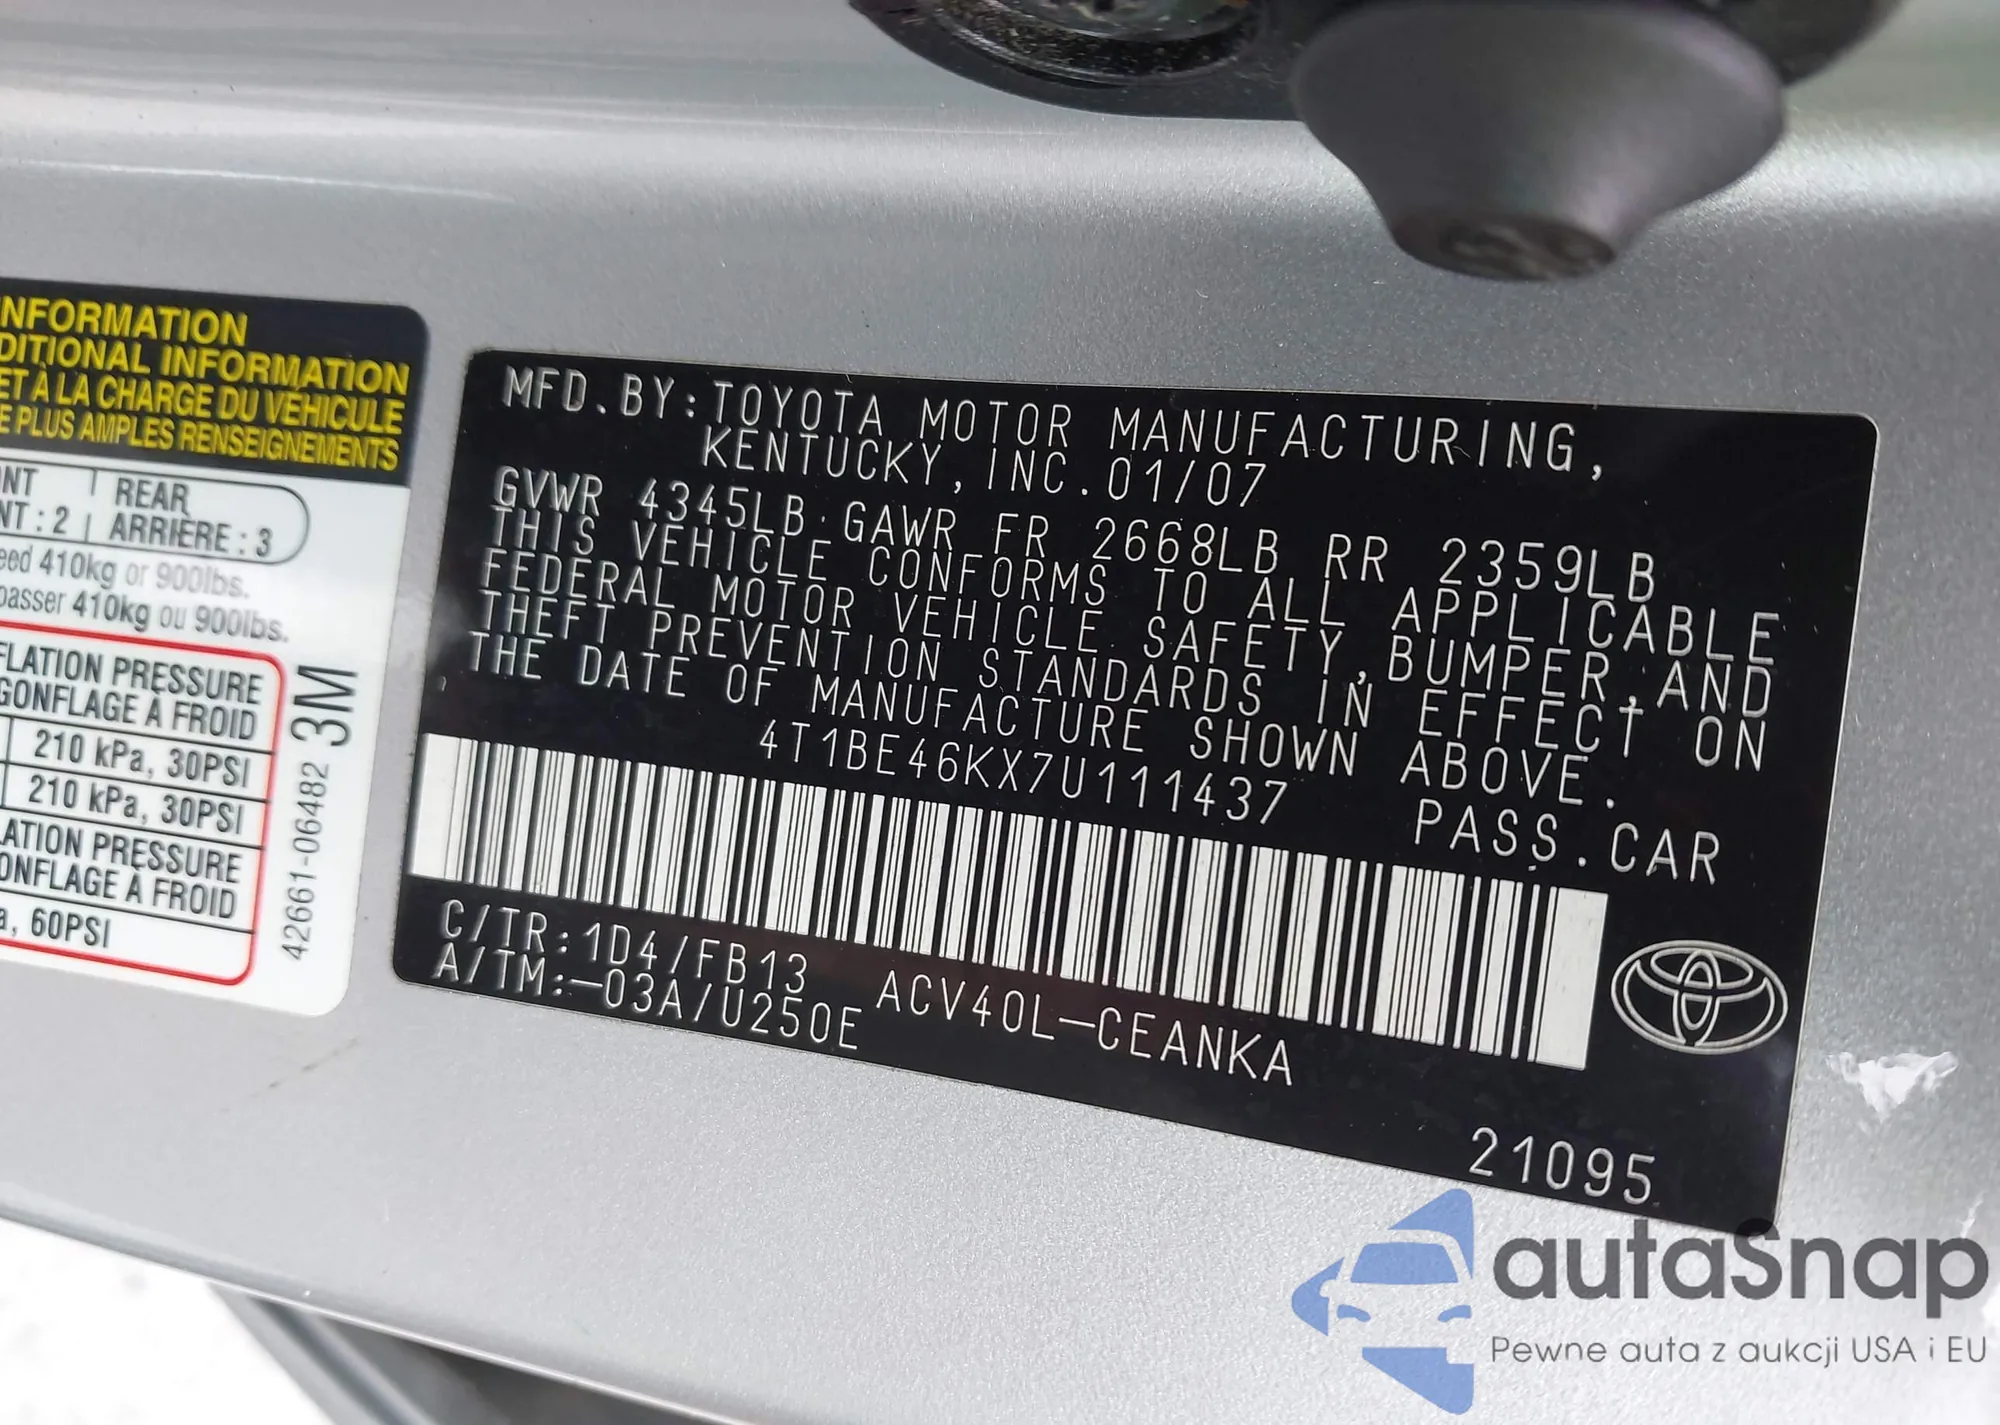 INFORMATION
DITIONAL INFORMATION
ET À LA CHARGE DU VÉHICULE
E PLUS AMPLES RENSEIGNEMENTS
NT REAR
NT : 2 ARRIÈRE : 3
eed 410kg or 900lbs.
passer 410kg ou 900lbs.
FLATION PRESSURE
GONFLAGE À FROID
210 kPa, 30PSI
210 kPa, 30PSI
LATION PRESSURE
ONFLAGE À FROID
a, 60PSI
42661-06482 3M
MFD.BY:TOYOTA MOTOR MANUFACTURING,
KENTUCKY,INC.01/07
GVWR 4345LB GAWR FR 2668LB RR 2359LB
THIS VEHICLE CONFORMS TO ALL APPLICABLE
FEDERAL MOTOR VEHICLE SAFETY,BUMPER,AND
THEFT PREVENTION STANDARDS IN EFFECT ON
THE DATE OF MANUFACTURE SHOWN ABOVE.
4T1BE46KX7U111437 PASS.CAR
C/TR:1D4/FB13 ACV40L-CEANKA
A/TM:-03A/U250E
21095
autaSnap
Pewne auta z aukcji USA i EU